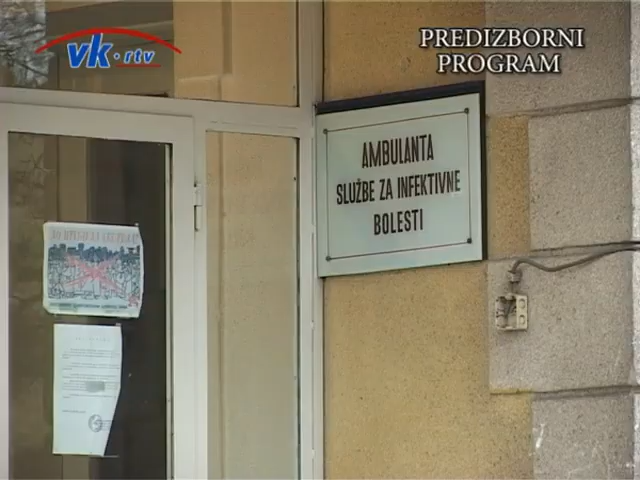 vk·rtv
PREDIZBORNI
PROGRAM
AMBULANTA
SLUŽBE ZA INFEKTIVNE
BOLESTI